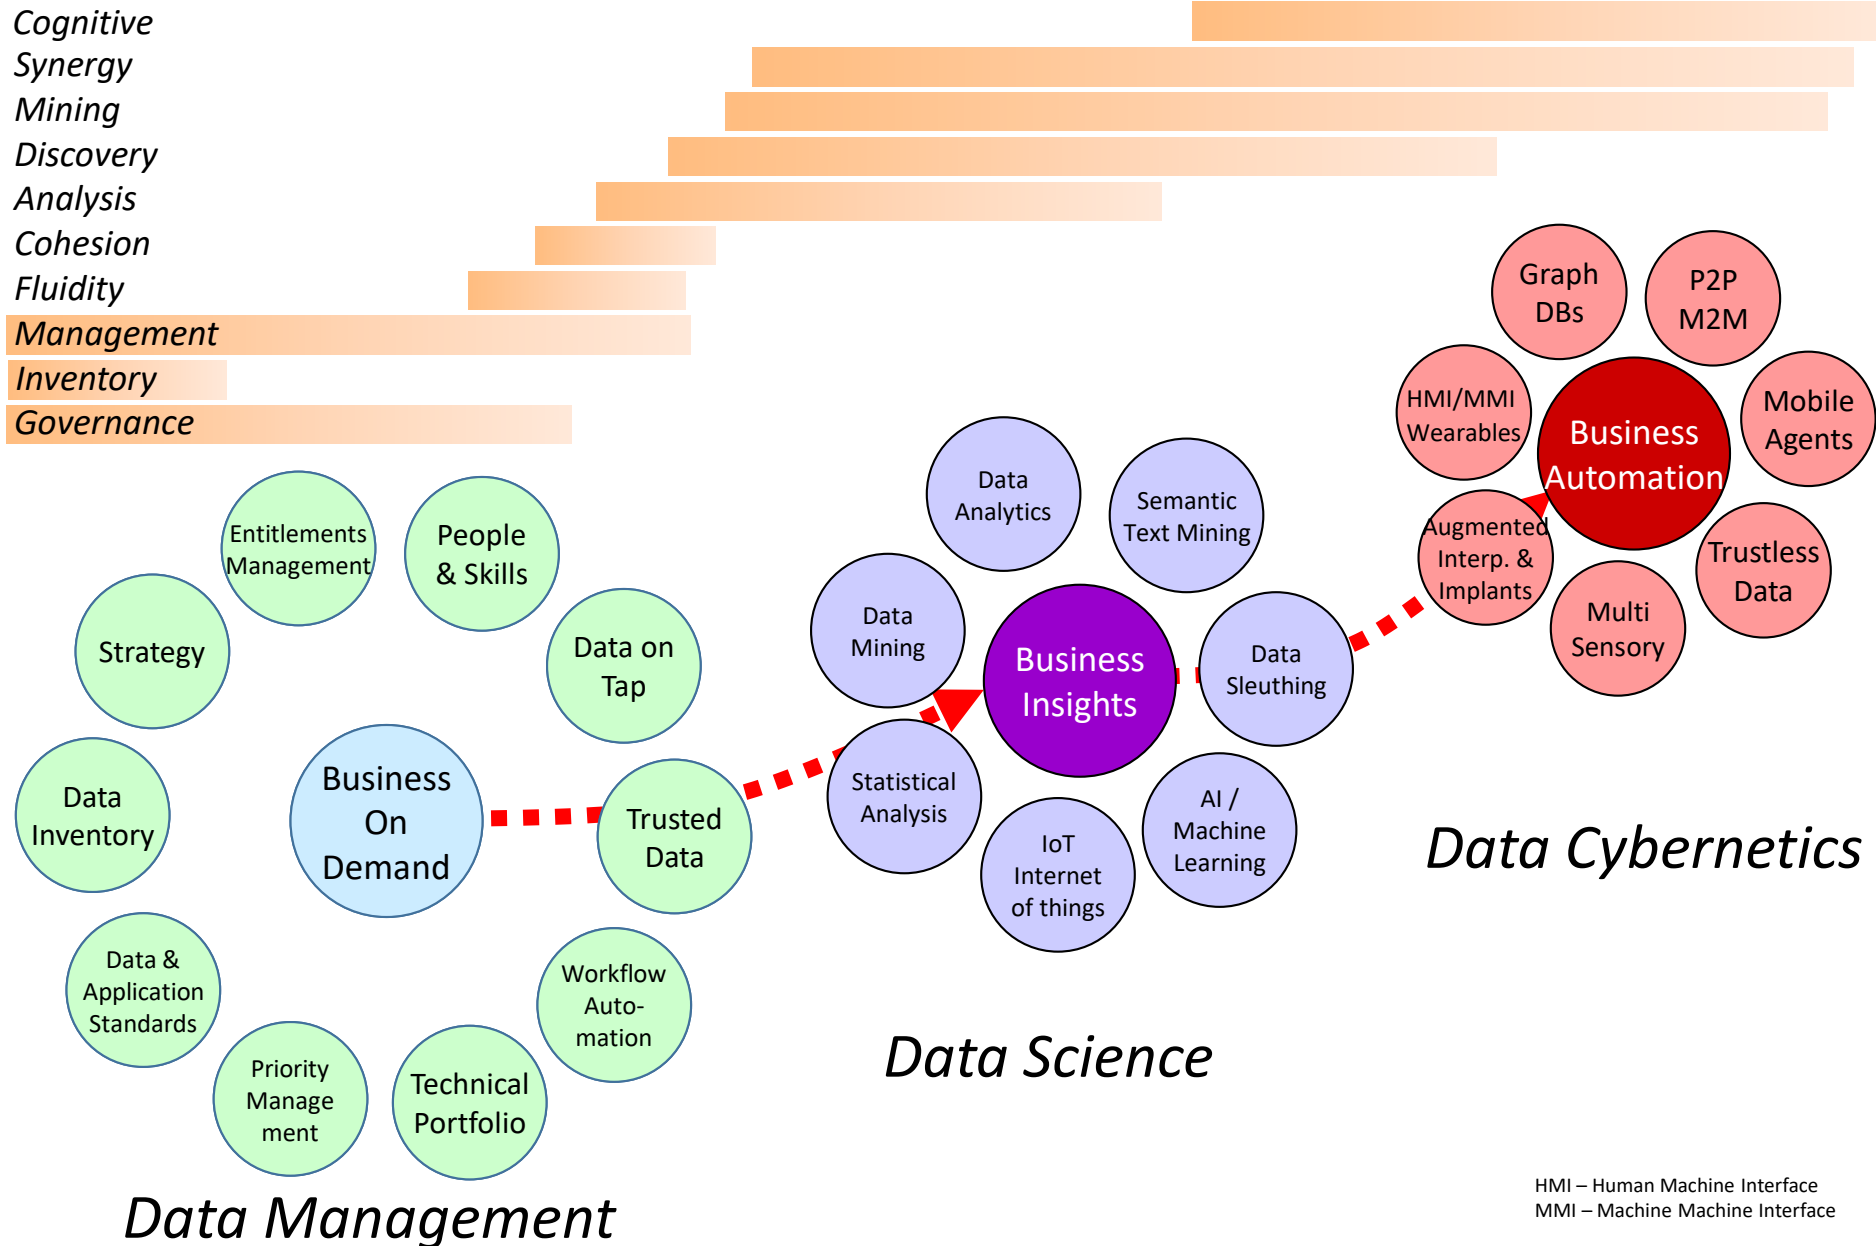 Cognitive
Synergy
Mining
Discovery
Analysis
Cohesion
Fluidity
Management
Inventory
Governance
Entitlements
Management
People
& Skills
Strategy
Data on
Tap
Data
Inventory
Business
On
Demand
Trusted
Data
Data &
Application
Standards
Workflow
Auto-
mation
Priority
Manage
ment
Technical
Portfolio
Data Management
Data
Analytics
Semantic
Text Mining
Data
Mining
Business
Insights
Data
Sleuthing
Statistical
Analysis
AI /
Machine
Learning
IoT
Internet
of things
Data Science
Graph
DBs
P2P
M2M
HMI/MMI
Wearables
Business
Automation
Mobile
Agents
Augmented
Interp. &
Implants
Trustless
Data
Multi
Sensory
Data Cybernetics
HMI – Human Machine Interface
MMI – Machine Machine Interface